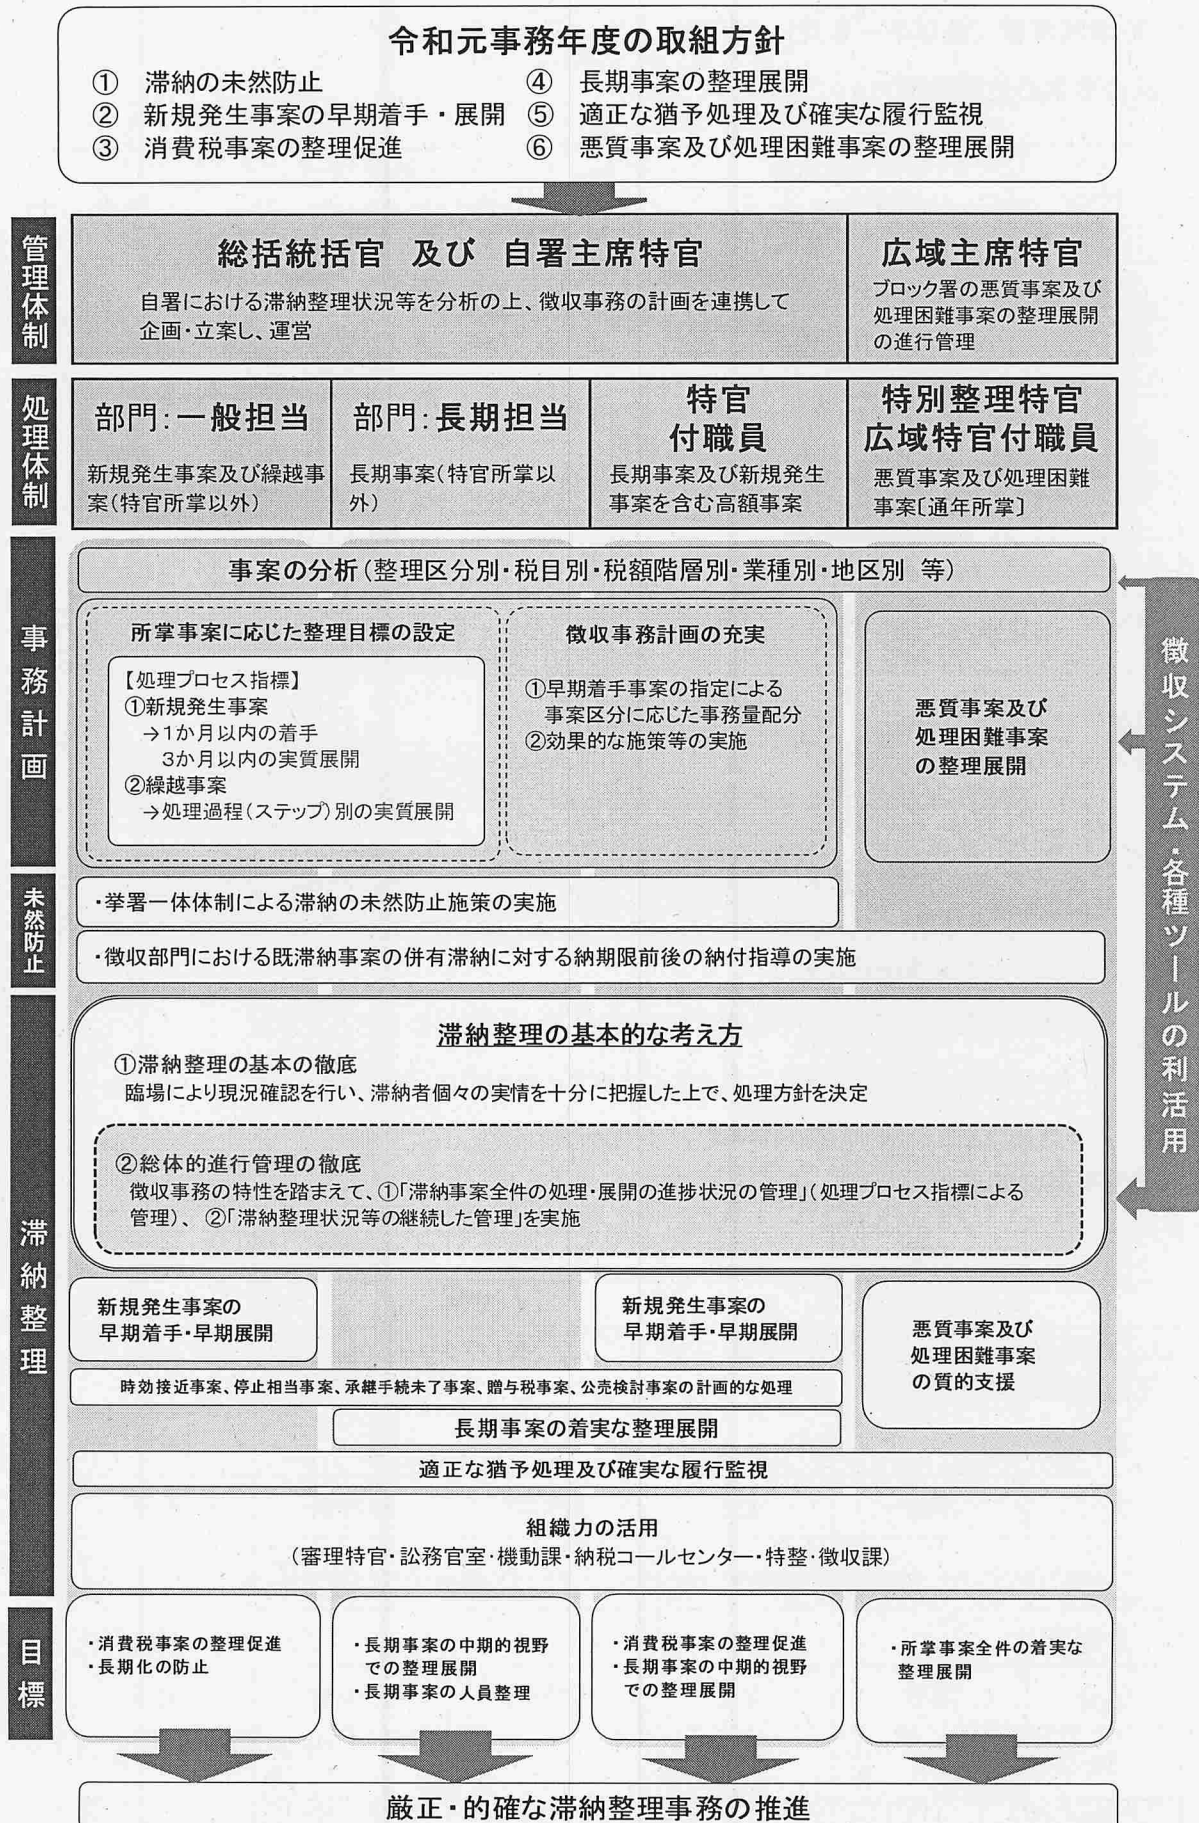 令和元事務年度の取組方針
① 滞納の未然防止
② 新規発生事案の早期着手・展開
③ 消費税事案の整理促進
④ 長期事案の整理展開
⑤ 適正な猶予処理及び確実な履行監視
⑥ 悪質事案及び処理困難事案の整理展開
管理体制
総括統括官 及び 自署主席特官
自署における滞納整理状況等を分析の上、徴収事務の計画を連携して
企画・立案し、運営
広域主席特官
ブロック署の悪質事案及び
処理困難事案の整理展開
の進行管理
処理体制
部門:一般担当
新規発生事案及び繰越事
案(特官所掌以外)
部門:長期担当
長期事案(特官所掌以
外)
特官
付職員
長期事案及び新規発生
事案を含む高額事案
特別整理特官
広域特官付職員
悪質事案及び処理困難
事案〔通年所掌〕
事務計画
事案の分析(整理区分別・税目別・税額階層別・業種別・地区別 等)
所掌事案に応じた整理目標の設定
【処理プロセス指標】
①新規発生事案
→1か月以内の着手
3か月以内の実質展開
②繰越事案
→処理過程(ステップ)別の実質展開
徴収事務計画の充実
①早期着手事案の指定による
事案区分に応じた事務量配分
②効果的な施策等の実施
悪質事案及び
処理困難事案
の整理展開
徴収システム・各種ツールの利活用
未然防止
・挙署一体体制による滞納の未然防止施策の実施
・徴収部門における既滞納事案の併有滞納に対する納期限前後の納付指導の実施
滞納整理
滞納整理の基本的な考え方
①滞納整理の基本の徹底
臨場により現況確認を行い、滞納者個々の実情を十分に把握した上で、処理方針を決定
②総体的進行管理の徹底
徴収事務の特性を踏まえて、①「滞納事案全件の処理・展開の進捗状況の管理」(処理プロセス指標による
管理)、②「滞納整理状況等の継続した管理」を実施
新規発生事案の
早期着手・早期展開
新規発生事案の
早期着手・早期展開
悪質事案及び
処理困難事案
の質的支援
時効接近事案、停止相当事案、承継手続未了事案、贈与税事案、公売検討事案の計画的な処理
長期事案の着実な整理展開
適正な猶予処理及び確実な履行監視
組織力の活用
(審理特官・訟務官室・機動課・納税コールセンター・特整・徴収課)
目標
・消費税事案の整理促進
・長期化の防止
・長期事案の中期的視野
での整理展開
・長期事案の人員整理
・消費税事案の整理促進
・長期事案の中期的視野
での整理展開
・所掌事案全件の着実な
整理展開
厳正・的確な滞納整理事務の推進